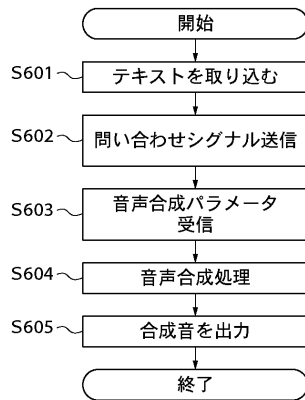 開始
S601 テキストを取り込む
S602 問い合わせシグナル送信
S603 音声合成パラメータ
受信
S604 音声合成処理
S605 合成音を出力
終了